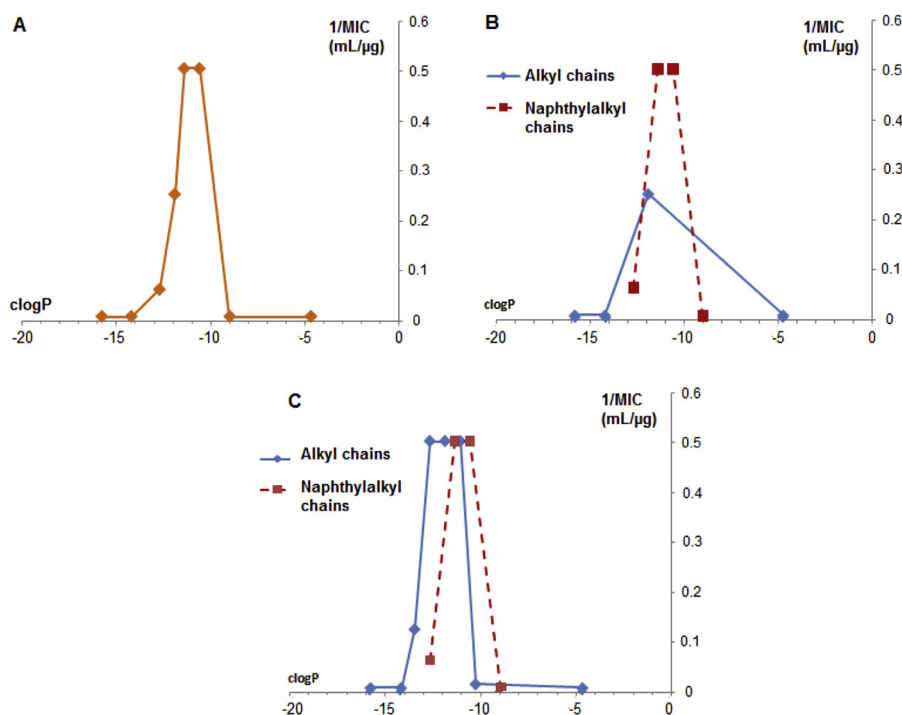 A
1/MIC
(mL/µg)
0.6
0.5
0.4
0.3
0.2
0.1
0
clogP
-20
-15
-10
-5
0
B
1/MIC
(mL/µg)
Alkyl chains
Naphthylalkyl
chains
0.6
0.5
0.4
0.3
0.2
0.1
0
clogP
-20
-15
-10
-5
0
C
1/MIC
(mL/µg)
Alkyl chains
Naphthylalkyl
chains
0.6
0.5
0.4
0.3
0.2
0.1
0
clogP
-20
-15
-10
-5
0